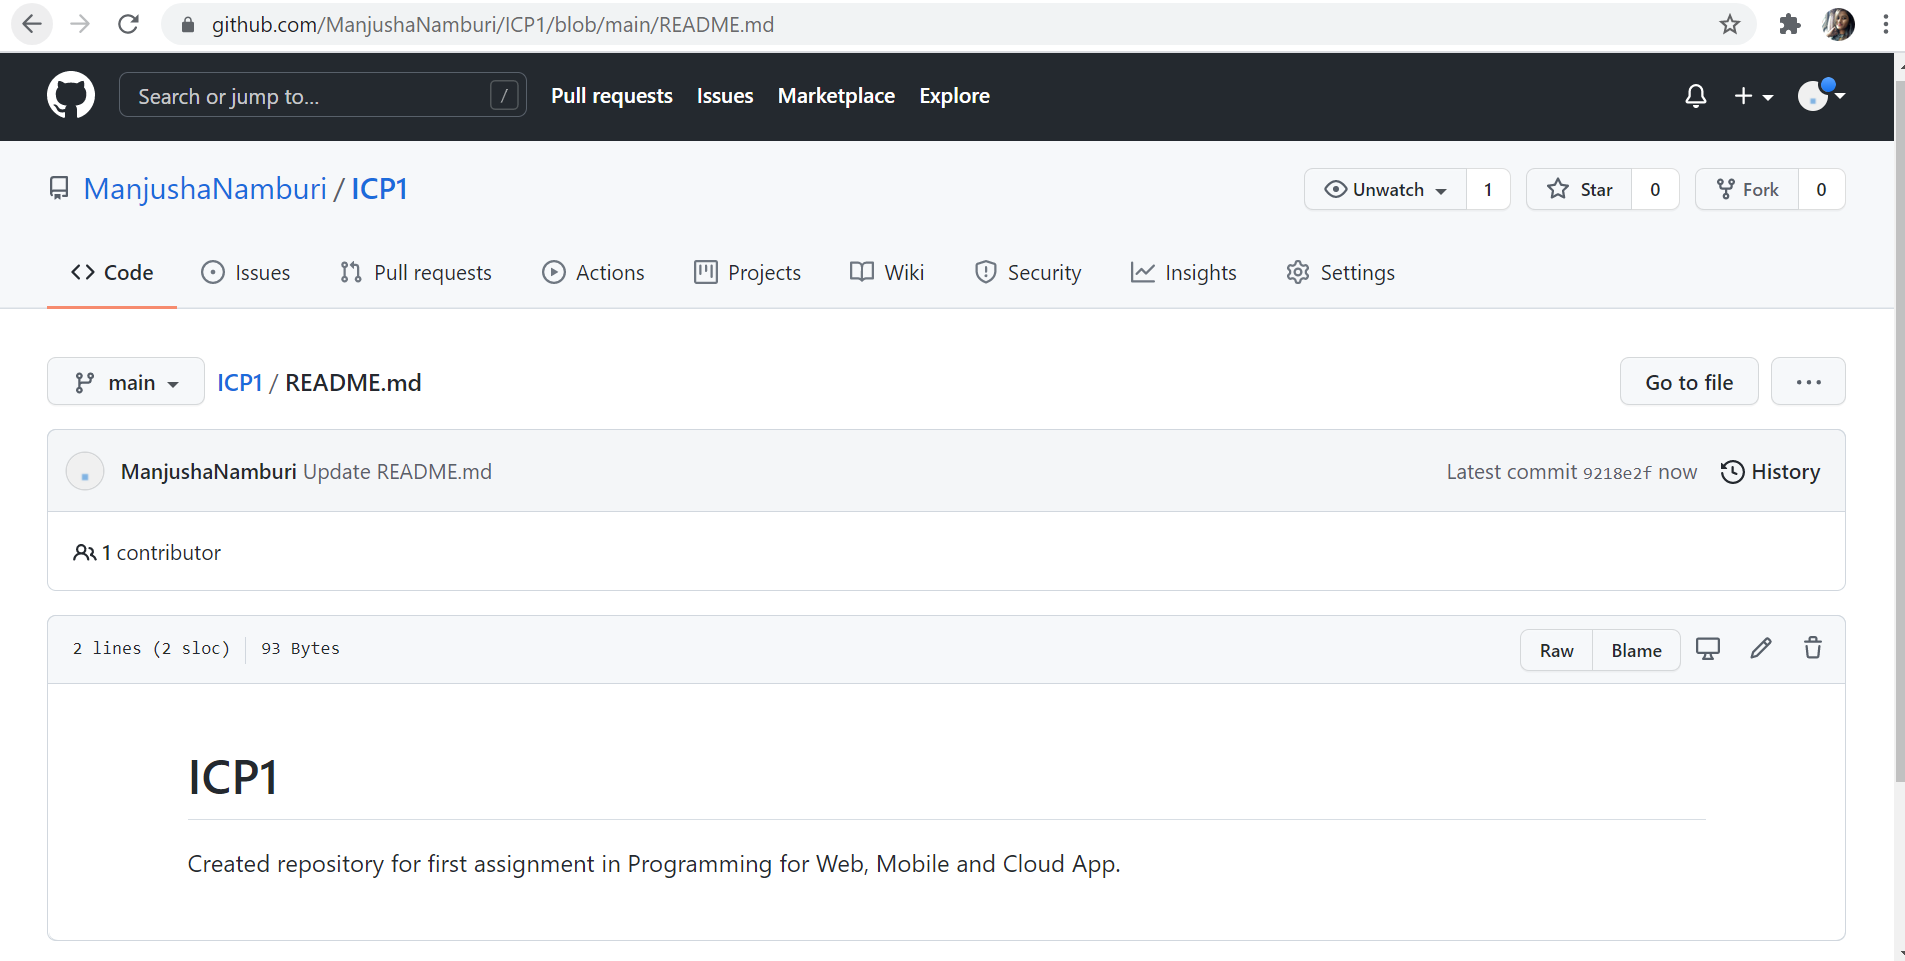 github.com/ManjushaNamburi/ICP1/blob/main/README.md
Search or jump to... / Pull requests Issues Marketplace Explore
ManjushaNamburi / ICP1 Unwatch 1 Star 0 Fork 0
Code Issues Pull requests Actions Projects Wiki Security Insights Settings
main ICP1 / README.md Go to file ...
ManjushaNamburi Update README.md Latest commit 9218e2f now History
1 contributor
2 lines (2 sloc) 93 Bytes Raw Blame
ICP1
Created repository for first assignment in Programming for Web, Mobile and Cloud App.